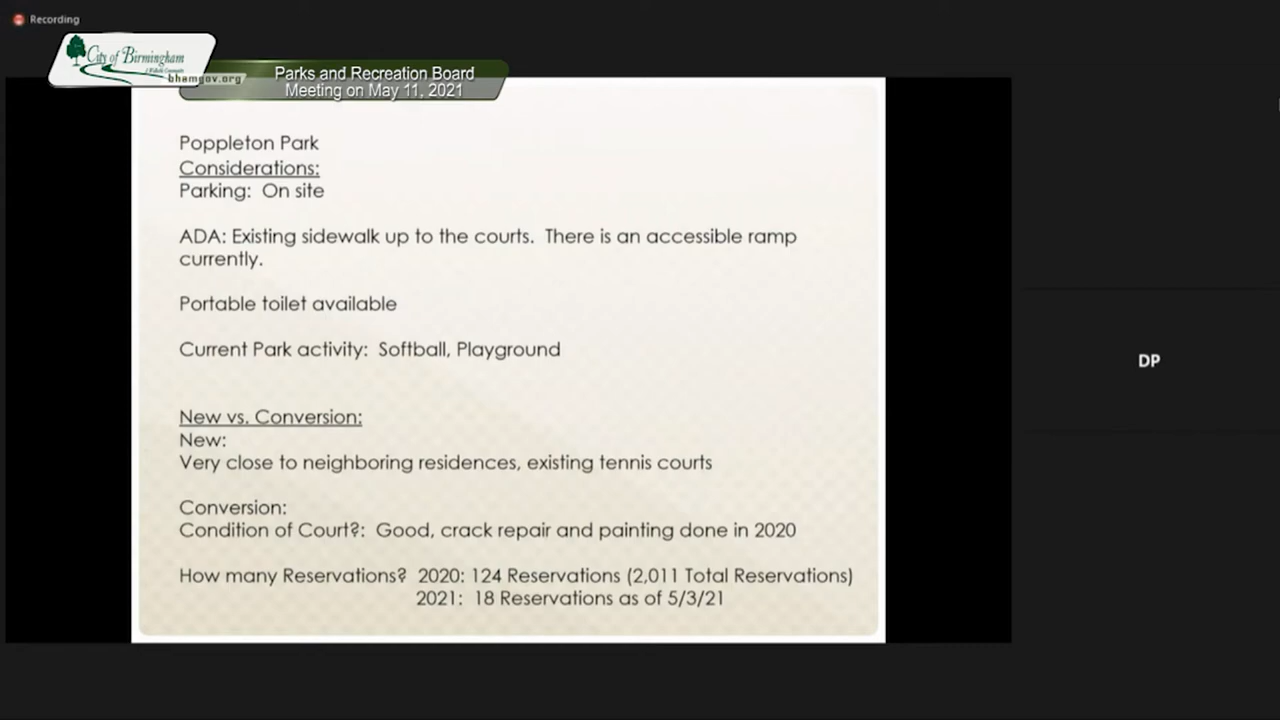 Recording
City of Birmingham
A Walkable Community
bhamgov.org
Parks and Recreation Board
Meeting on May 11, 2021
Poppleton Park
Considerations:
Parking: On site
ADA: Existing sidewalk up to the courts. There is an accessible ramp
currently.
Portable toilet available
Current Park activity: Softball, Playground
New vs. Conversion:
New:
Very close to neighboring residences, existing tennis courts
Conversion:
Condition of Court?: Good, crack repair and painting done in 2020
How many Reservations? 2020: 124 Reservations (2,011 Total Reservations)
2021: 18 Reservations as of 5/3/21
DP